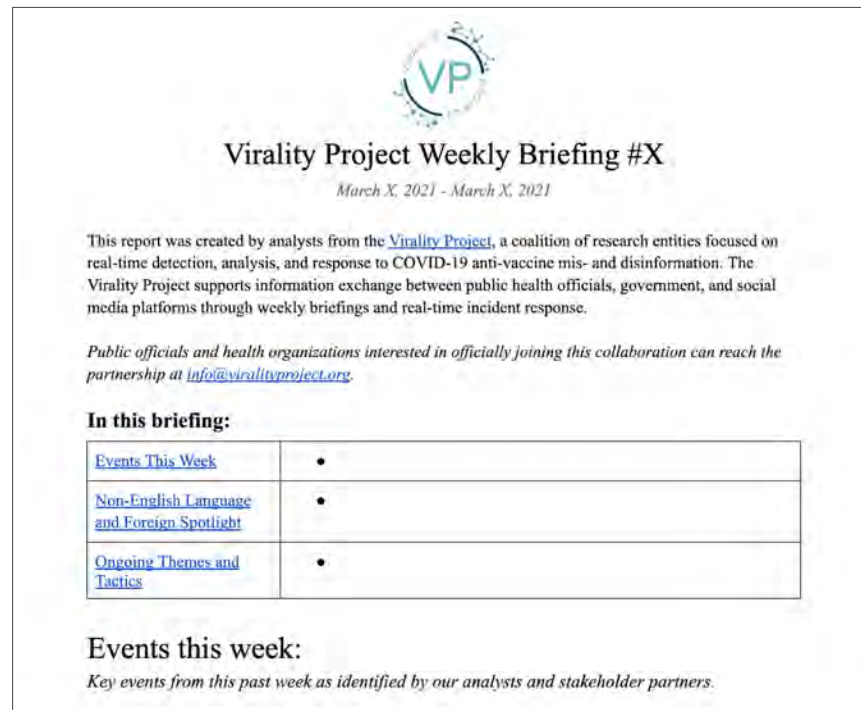 VP
Virality Project Weekly Briefing #X
March X, 2021 - March X, 2021
This report was created by analysts from the Virality Project, a coalition of research entities focused on
real-time detection, analysis, and response to COVID-19 anti-vaccine mis- and disinformation. The
Virality Project supports information exchange between public health officials, government, and social
media platforms through weekly briefings and real-time incident response.
Public officials and health organizations interested in officially joining this collaboration can reach the
partnership at info@viralityproject.org.
In this briefing:
Events This Week
Non-English Language
and Foreign Spotlight
Ongoing Themes and
Tactics
Events this week:
Key events from this past week as identified by our analysts and stakeholder partners.